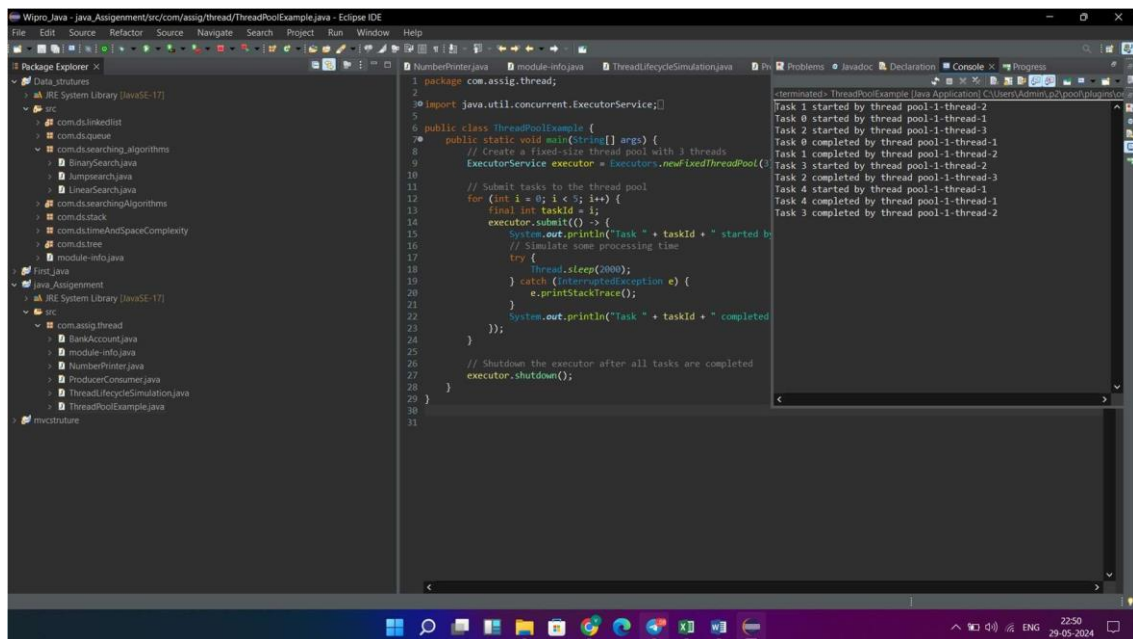 Wipro_Java - java_Assigenment/src/com/assig/thread/ThreadPoolExample.java - Eclipse IDE
File Edit Source Refactor Source Navigate Search Project Run Window Help
Package Explorer
Data_strutures
JRE System Library [JavaSE-17]
src
com.ds.linkedlist
com.ds.queue
com.ds.searching_algorithms
BinarySearch.java
Jumpsearch.java
LinearSearch.java
com.ds.searchingAlgorithms
com.ds.stack
com.ds.timeAndSpaceComplexity
com.ds.tree
module-info.java
First_java
java_Assigenment
JRE System Library [JavaSE-17]
src
com.assig.thread
BankAccount.java
module-info.java
NumberPrinter.java
ProducerConsumer.java
ThreadLifecycleSimulation.java
ThreadPoolExample.java
mvcstruture
NumberPrinter.java module-info.java ThreadLifecycleSimulation.java
1 package com.assig.thread;
2
3 import java.util.concurrent.ExecutorService;
5
6 public class ThreadPoolExample {
7 public static void main(String[] args) {
8 // Create a fixed-size thread pool with 3 threads
9 ExecutorService executor = Executors.newFixedThreadPool(3
10
11 // Submit tasks to the thread pool
12 for (int i = 0; i < 5; i++) {
13 final int taskId = i;
14 executor.submit(() -> {
15 System.out.println("Task " + taskId + " started by
16 // Simulate some processing time
17 try {
18 Thread.sleep(2000);
19 } catch (InterruptedException e) {
20 e.printStackTrace();
21 }
22 System.out.println("Task " + taskId + " completed
23 });
24 }
25
26 // Shutdown the executor after all tasks are completed
27 executor.shutdown();
28 }
29 }
30
31
Problems Javadoc Declaration Console Progress
<terminated> ThreadPoolExample [Java Application] C:\Users\Admin\.p2\pool\plugins\
Task 1 started by thread pool-1-thread-2
Task 0 started by thread pool-1-thread-1
Task 2 started by thread pool-1-thread-3
Task 0 completed by thread pool-1-thread-1
Task 1 completed by thread pool-1-thread-2
Task 3 started by thread pool-1-thread-2
Task 2 completed by thread pool-1-thread-3
Task 4 started by thread pool-1-thread-1
Task 4 completed by thread pool-1-thread-1
Task 3 completed by thread pool-1-thread-2
ENG
22:50
29-05-2024